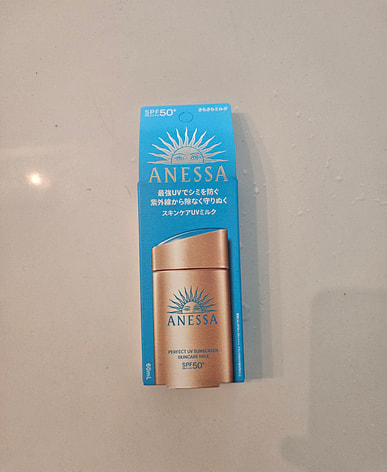 SPF50+
さらさらミルク
ANESSA
最強UVでシミを防ぐ
紫外線から隙なく守りぬく
スキンケアUVミルク
ANESSA
PERFECT UV SUNSCREEN
SKINCARE MILK
SPF50+
60mL